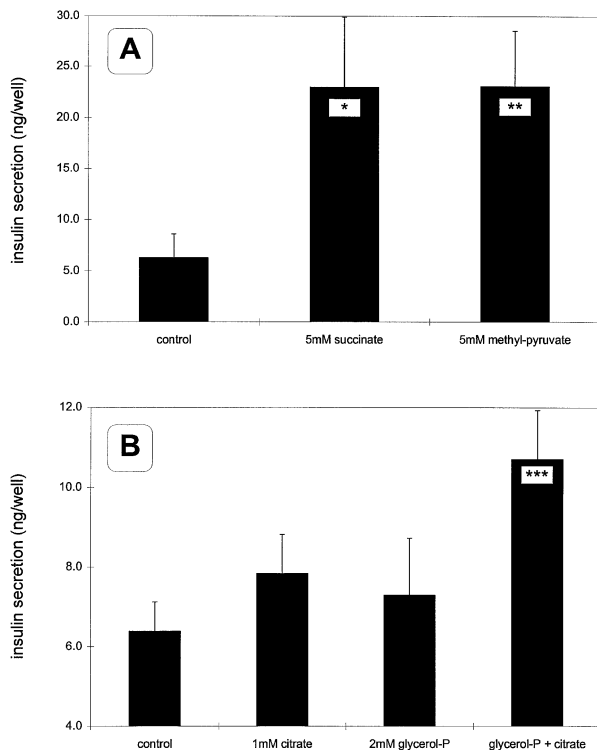 A
insulin secretion (ng/well)
30.0
25.0
20.0
15.0
10.0
5.0
0.0
*
**
control
5mM succinate
5mM methyl-pyruvate
B
insulin secretion (ng/well)
12.0
10.0
8.0
6.0
4.0
***
control
1mM citrate
2mM glycerol-P
glycerol-P + citrate